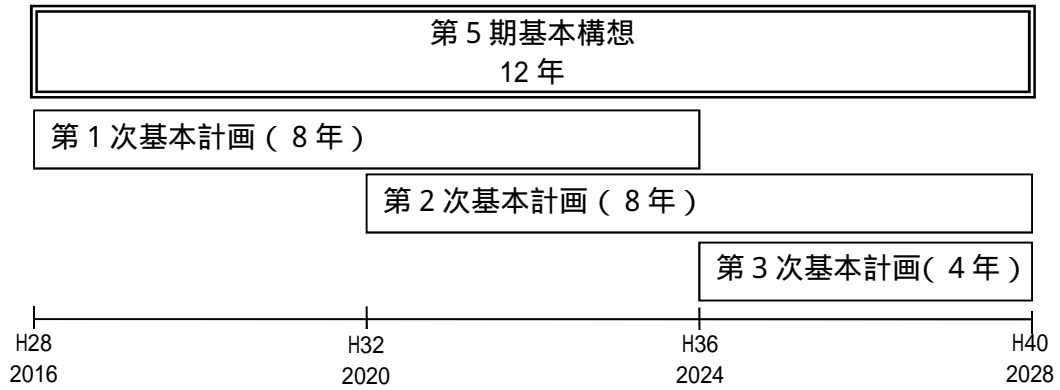 第5期基本構想
12年
第1次基本計画(8年)
第2次基本計画(8年)
第3次基本計画(4年)
H28 H32 H36 H40
2016 2020 2024 2028